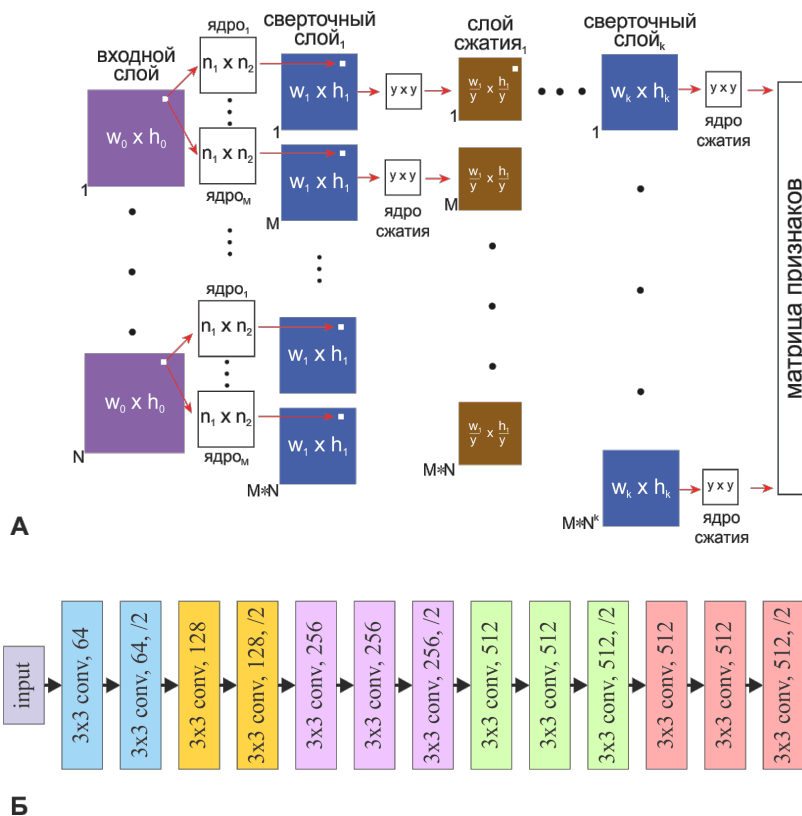 входной
слой
ядро₁
сверточный
слой₁
слой
сжатия₁
сверточный
слойₖ
n₁ x n₂
w₀ x h₀
w₁ x h₁
y x y
w₁/y x h₁/y
wₖ x hₖ
y x y
ядро
сжатия
1
1
1
1
n₁ x n₂
ядроM
w₁ x h₁
M
y x y
ядро
сжатия
w₁/y x h₁/y
M
матрица признаков
ядро₁
n₁ x n₂
w₁ x h₁
w₀ x h₀
N
n₁ x n₂
ядроM
w₁ x h₁
M*N
w₁/y x h₁/y
M*N
wₖ x hₖ
M*Nᵏ
y x y
ядро
сжатия
А
input
3x3 conv, 64
3x3 conv, 64, /2
3x3 conv, 128
3x3 conv, 128, /2
3x3 conv, 256
3x3 conv, 256
3x3 conv, 256, /2
3x3 conv, 512
3x3 conv, 512
3x3 conv, 512, /2
3x3 conv, 512
3x3 conv, 512
3x3 conv, 512, /2
Б